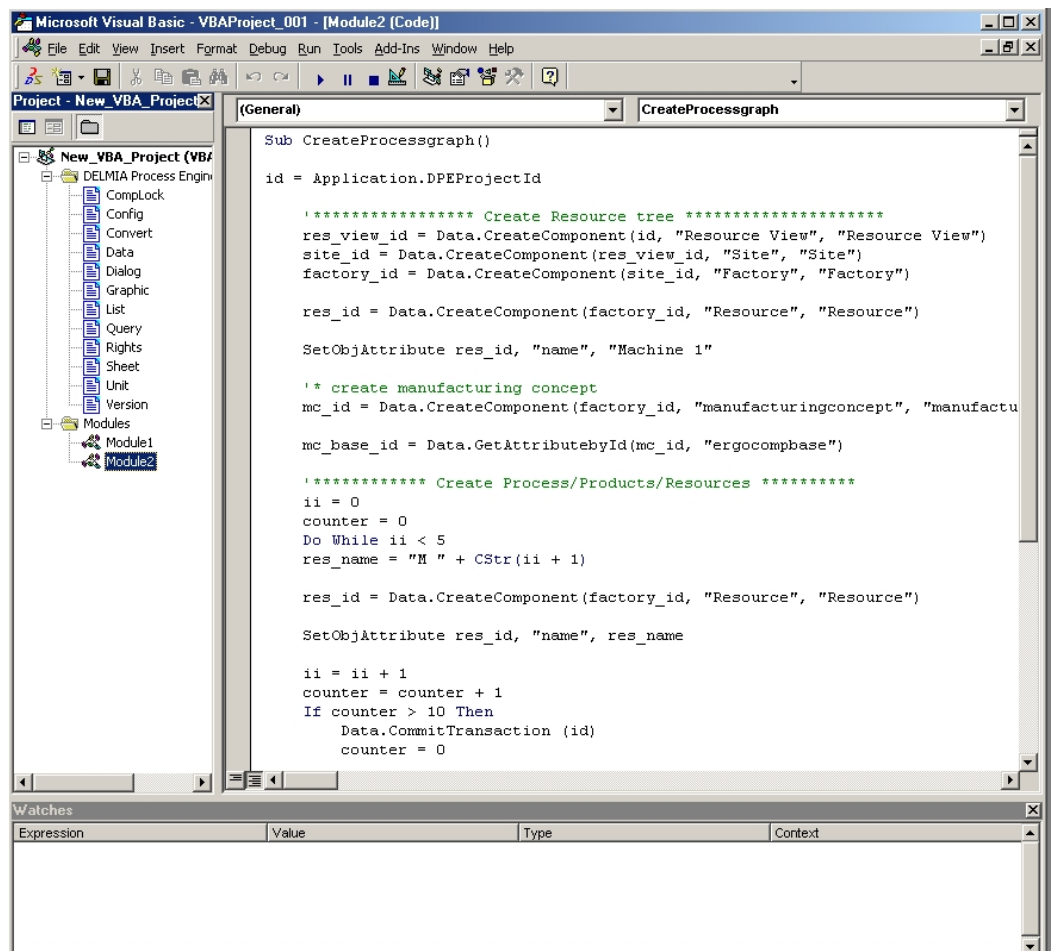 Microsoft Visual Basic - VBAProject_001 - [Module2 (Code)]
File Edit View Insert Format Debug Run Tools Add-Ins Window Help
Project - New_VBA_Project
(General) CreateProcessgraph
New_VBA_Project (VBA
DELMIA Process Engin
CompLock
Config
Convert
Data
Dialog
Graphic
List
Query
Rights
Sheet
Unit
Version
Modules
Module1
Module2
Sub CreateProcessgraph()
id = Application.DPEProjectId
'***************** Create Resource tree *********************
res_view_id = Data.CreateComponent(id, "Resource View", "Resource View")
site_id = Data.CreateComponent(res_view_id, "Site", "Site")
factory_id = Data.CreateComponent(site_id, "Factory", "Factory")
res_id = Data.CreateComponent(factory_id, "Resource", "Resource")
SetObjAttribute res_id, "name", "Machine 1"
'* create manufacturing concept
mc_id = Data.CreateComponent(factory_id, "manufacturingconcept", "manufactu
mc_base_id = Data.GetAttributebyId(mc_id, "ergocompbase")
'************ Create Process/Products/Resources **********
ii = 0
counter = 0
Do While ii < 5
res_name = "M " + CStr(ii + 1)
res_id = Data.CreateComponent(factory_id, "Resource", "Resource")
SetObjAttribute res_id, "name", res_name
ii = ii + 1
counter = counter + 1
If counter > 10 Then
Data.CommitTransaction (id)
counter = 0
Watches
Expression Value Type Context